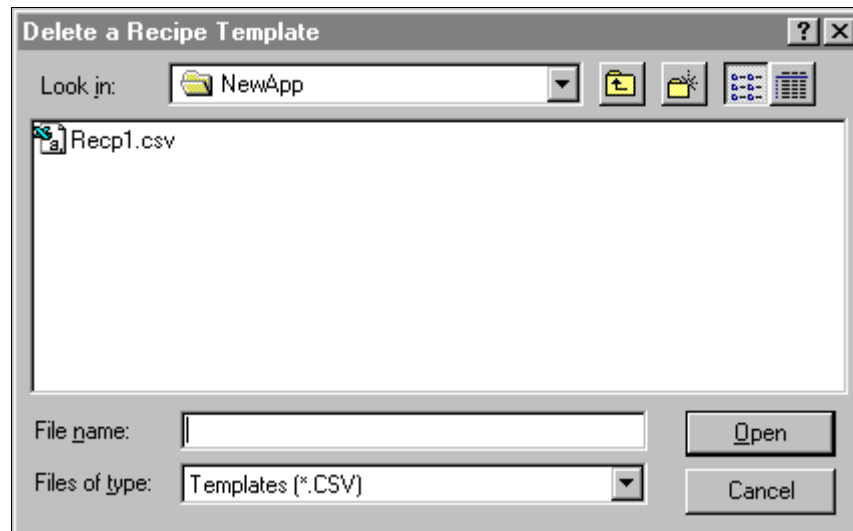 Delete a Recipe Template
Look in: NewApp
Recp1.csv
File name: Open
Files of type: Templates (*.CSV) Cancel